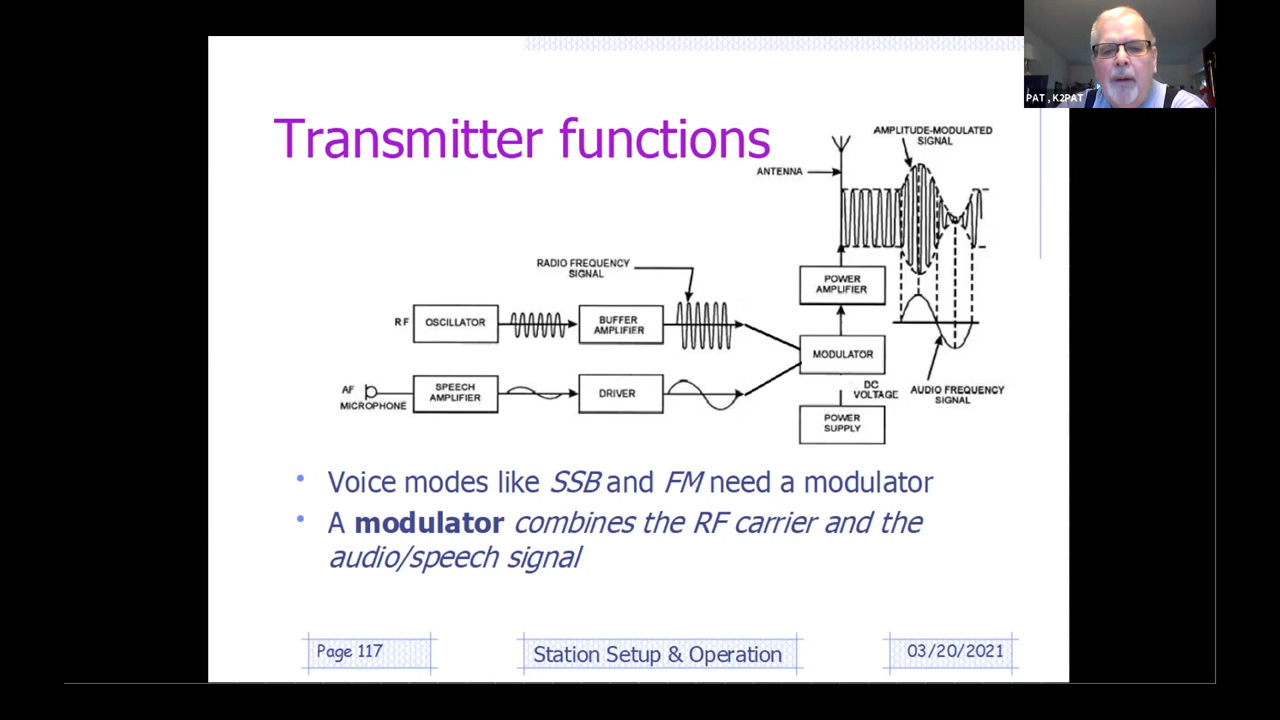 PAT , K2PAT
Transmitter functions
AMPLITUDE-MODULATED
SIGNAL
ANTENNA
RADIO FREQUENCY
SIGNAL
POWER
AMPLIFIER
RF
OSCILLATOR
BUFFER
AMPLIFIER
MODULATOR
AF
MICROPHONE
SPEECH
AMPLIFIER
DRIVER
DC
VOLTAGE
AUDIO FREQUENCY
SIGNAL
POWER
SUPPLY
• Voice modes like SSB and FM need a modulator
• A modulator combines the RF carrier and the
audio/speech signal
Page 117
Station Setup & Operation
03/20/2021